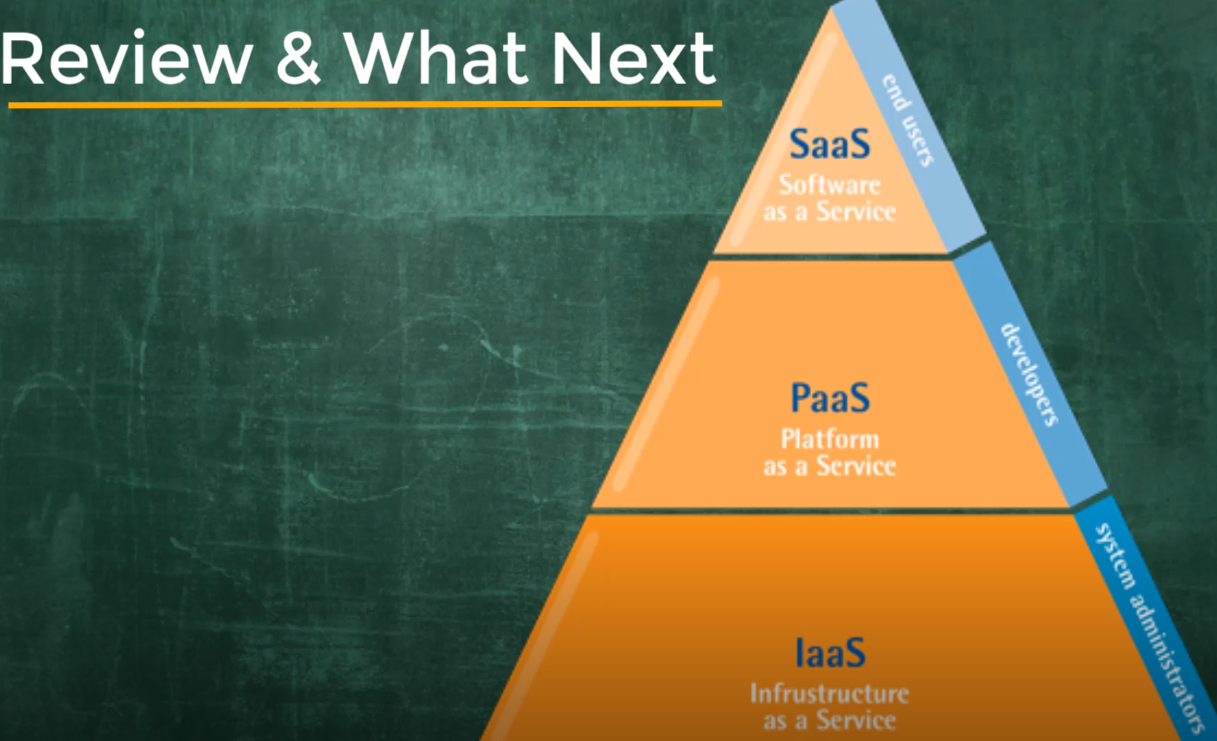 Review & What Next
end users
SaaS
Software
as a Service
developers
PaaS
Platform
as a Service
system administrators
IaaS
Infrustructure
as a Service